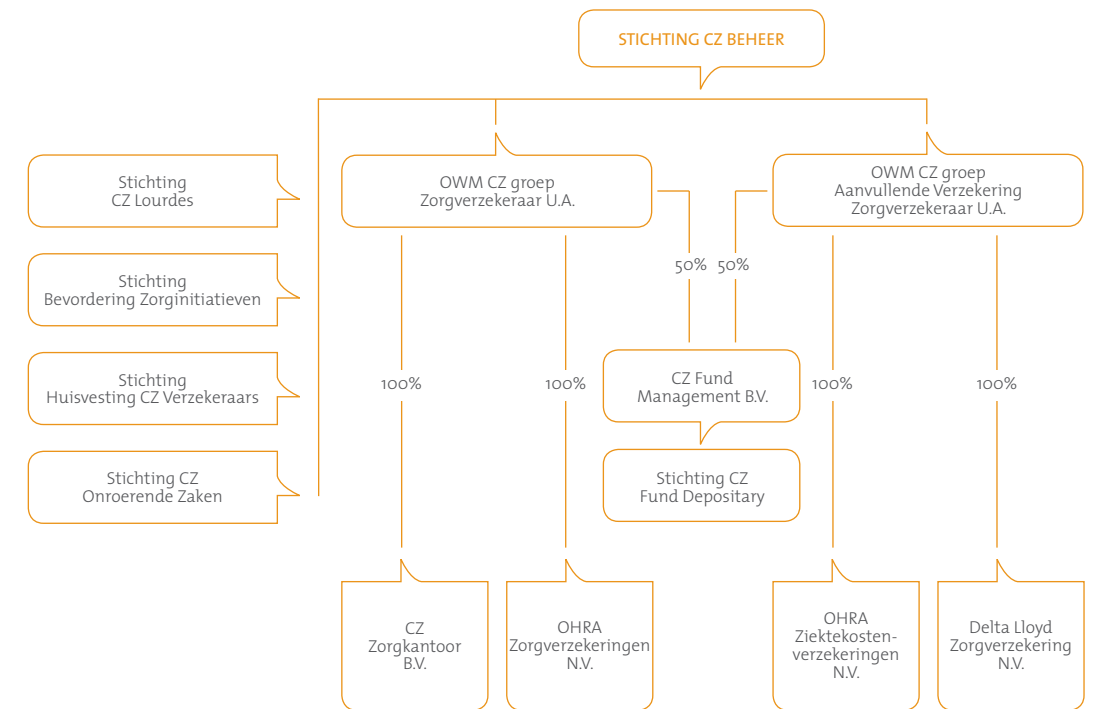 STICHTING CZ BEHEER
Stichting
CZ Lourdes
OWM CZ groep
Zorgverzekeraar U.A.
OWM CZ groep
Aanvullende Verzekering
Zorgverzekeraar U.A.
Stichting
Bevordering Zorginitiatieven
50% 50%
Stichting
Huisvesting CZ Verzekeraars
100%
100%
CZ Fund
Management B.V.
100%
100%
Stichting CZ
Onroerende Zaken
Stichting CZ
Fund Depositary
CZ
Zorgkantoor
B.V.
OHRA
Zorgverzekeringen
N.V.
OHRA
Ziektekosten-
verzekeringen
N.V.
Delta Lloyd
Zorgverzekering
N.V.